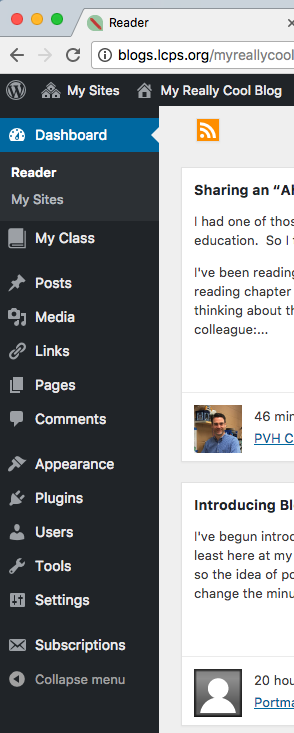 Reader
blogs.lcps.org/myreallycool
My Sites
My Really Cool Blog
Dashboard
Reader
My Sites
My Class
Posts
Media
Links
Pages
Comments
Appearance
Plugins
Users
Tools
Settings
Subscriptions
Collapse menu
Sharing an “Al
I had one of thos
education. So I
I've been reading
reading chapter
thinking about th
colleague:...
46 min
PVH C
Introducing Bl
I've begun introd
least here at my
so the idea of po
change the minu
20 hou
Portma